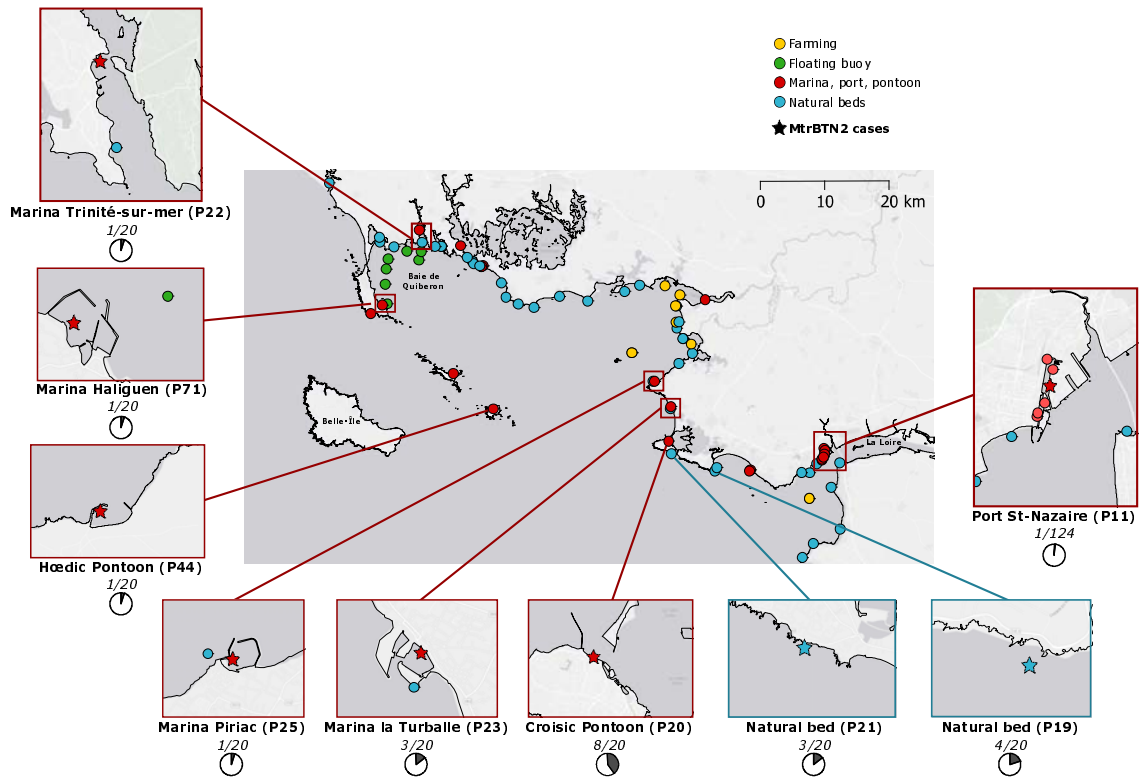 Farming
Floating buoy
Marina, port, pontoon
Natural beds
MtrBTN2 cases
0 10 20 km
Marina Trinité-sur-mer (P22)
1/20
Baie de
Quiberon
Marina Haliguen (P71)
1/20
Belle-Île
La Loire
Port St-Nazaire (P11)
1/124
Hœdic Pontoon (P44)
1/20
Marina Piriac (P25)
1/20
Marina la Turballe (P23)
3/20
Croisic Pontoon (P20)
8/20
Natural bed (P21)
3/20
Natural bed (P19)
4/20